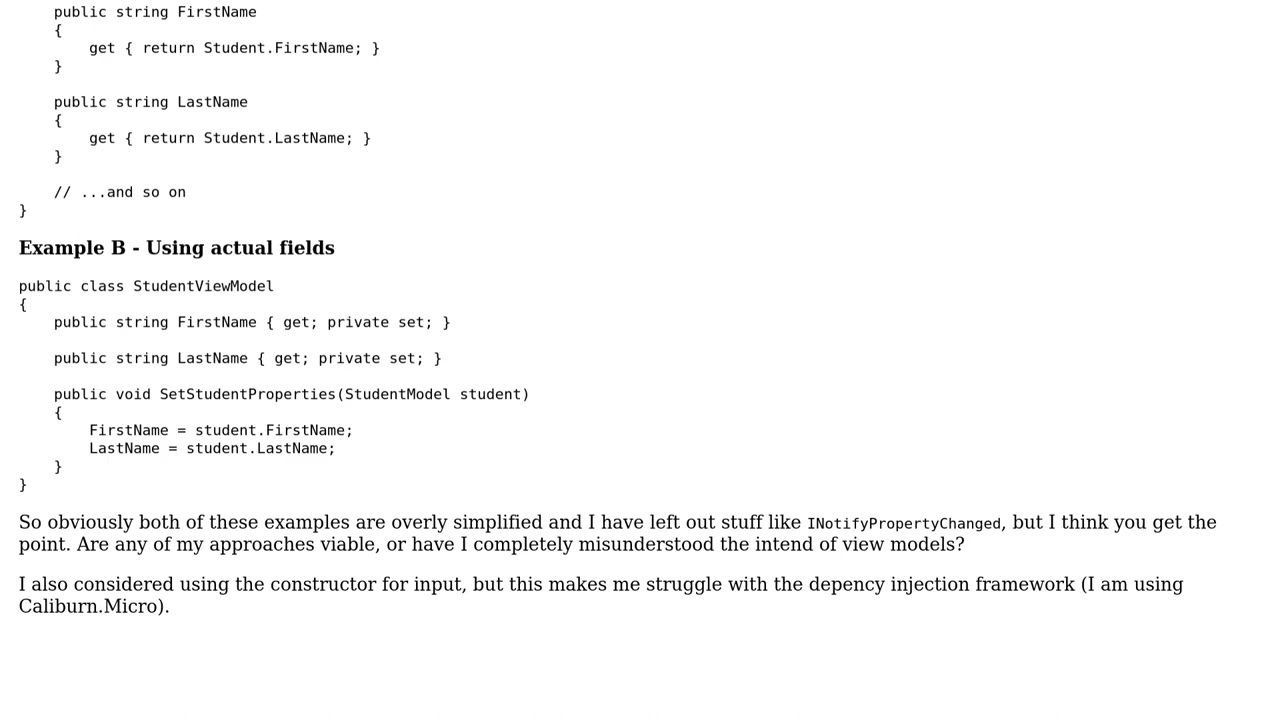 public string FirstName
    {
        get { return Student.FirstName; }
    }

    public string LastName
    {
        get { return Student.LastName; }
    }

    // ...and so on
}
Example B - Using actual fields
public class StudentViewModel
{
    public string FirstName { get; private set; }

    public string LastName { get; private set; }

    public void SetStudentProperties(StudentModel student)
    {
        FirstName = student.FirstName;
        LastName = student.LastName;
    }
}
So obviously both of these examples are overly simplified and I have left out stuff like INotifyPropertyChanged, but I think you get the
point. Are any of my approaches viable, or have I completely misunderstood the intend of view models?
I also considered using the constructor for input, but this makes me struggle with the depency injection framework (I am using
Caliburn.Micro).